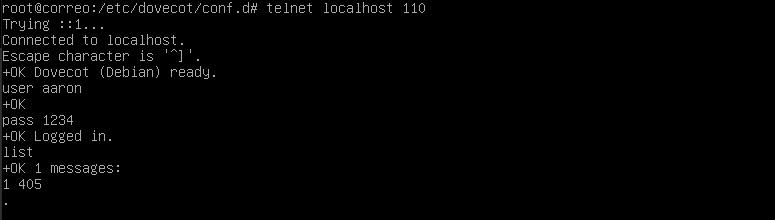 root@correo:/etc/dovecot/conf.d# telnet localhost 110
Trying ::1...
Connected to localhost.
Escape character is '^]'.
+OK Dovecot (Debian) ready.
user aaron
+OK
pass 1234
+OK Logged in.
list
+OK 1 messages:
1 405
.